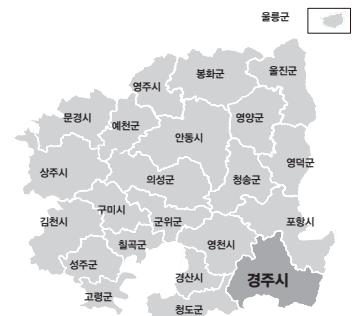 울릉군
봉화군
울진군
영주시
문경시
예천군
영양군
안동시
상주시
의성군
청송군
영덕군
구미시
김천시
군위군
포항시
칠곡군
영천시
성주군
경산시
경주시
고령군
청도군